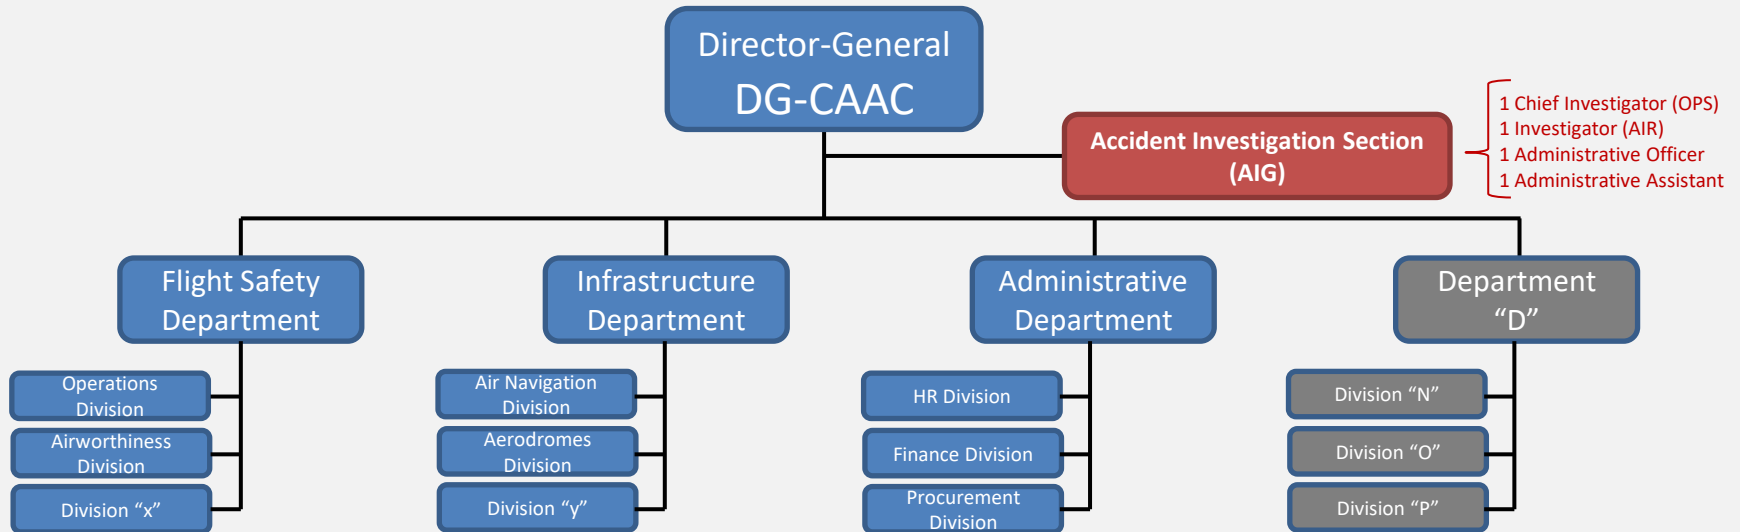 Director-General
DG-CAAC
Accident Investigation Section
(AIG)
1 Chief Investigator (OPS)
1 Investigator (AIR)
1 Administrative Officer
1 Administrative Assistant
Flight Safety
Department
Infrastructure
Department
Administrative
Department
Department
“D”
Operations
Division
Airworthiness
Division
Division “x”
Air Navigation
Division
Aerodromes
Division
Division “y”
HR Division
Finance Division
Procurement
Division
Division “N”
Division “O”
Division “P”